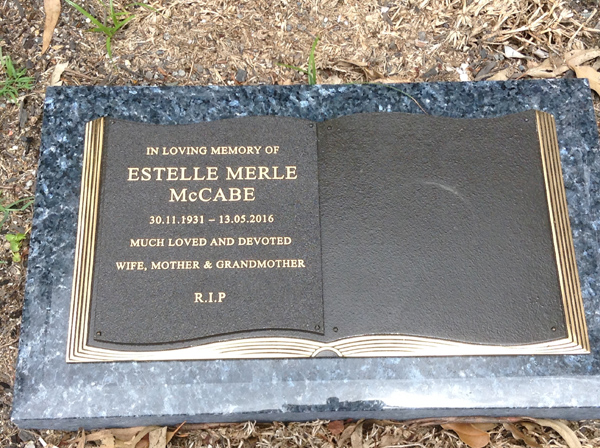 IN LOVING MEMORY OF
ESTELLE MERLE
McCABE
30.11.1931 – 13.05.2016
MUCH LOVED AND DEVOTED
WIFE, MOTHER & GRANDMOTHER
R.I.P